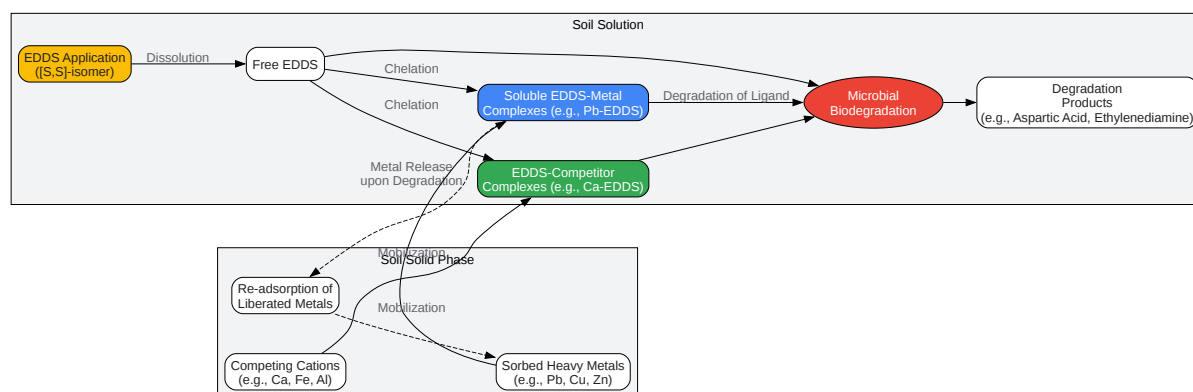 Soil Solution
EDDS Application
([S,S]-isomer)
Dissolution
Free EDDS
Chelation
Chelation
Soluble EDDS-Metal
Complexes (e.g., Pb-EDDS)
Degradation of Ligand
Microbial
Biodegradation
Degradation
Products
(e.g., Aspartic Acid, Ethylenediamine)
Metal Release
upon Degradation
EDDS-Competitor
Complexes (e.g., Ca-EDDS)
Mobilization
Soil Solid Phase
Re-adsorption of
Liberated Metals
Mobilization
Competing Cations
(e.g., Ca, Fe, Al)
Sorbed Heavy Metals
(e.g., Pb, Cu, Zn)